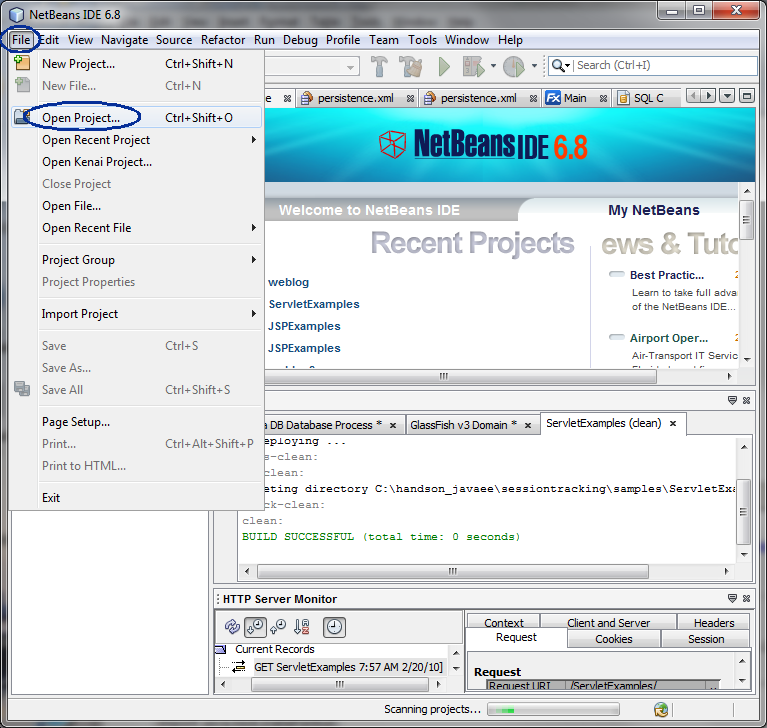 NetBeans IDE 6.8
File Edit View Navigate Source Refactor Run Debug Profile Team Tools Window Help
New Project... Ctrl+Shift+N
New File... Ctrl+N
Open Project... Ctrl+Shift+O
Open Recent Project
Open Kenai Project...
Close Project
Open File...
Open Recent File
Project Group
Project Properties
Import Project
Save Ctrl+S
Save As...
Save All Ctrl+Shift+S
Page Setup...
Print... Ctrl+Alt+Shift+P
Print to HTML...
Exit
Search (Ctrl+I)
e persistence.xml persistence.xml Main SQL C
NetBeans IDE 6.8
Welcome to NetBeans IDE My NetBeans
Recent Projects
weblog
ServletExamples
JSPExamples
JSPExamples
ews & Tuto
Best Practic...
Learn to take full adva
of the NetBeans IDE...
Airport Oper...
Air-Transport IT Servic
a DB Database Process * GlassFish v3 Domain * ServletExamples (clean)
eploying ...
s-clean:
clean:
eting directory C:\handson_javaee\sessiontracking\samples\ServletExa
ck-clean:
clean:
BUILD SUCCESSFUL (total time: 0 seconds)
HTTP Server Monitor
Current Records
GET ServletExamples 7:57 AM 2/20/10]
Context Client and Server Headers
Request Cookies Session
Request
Request URI /ServletExamples/
Scanning projects...